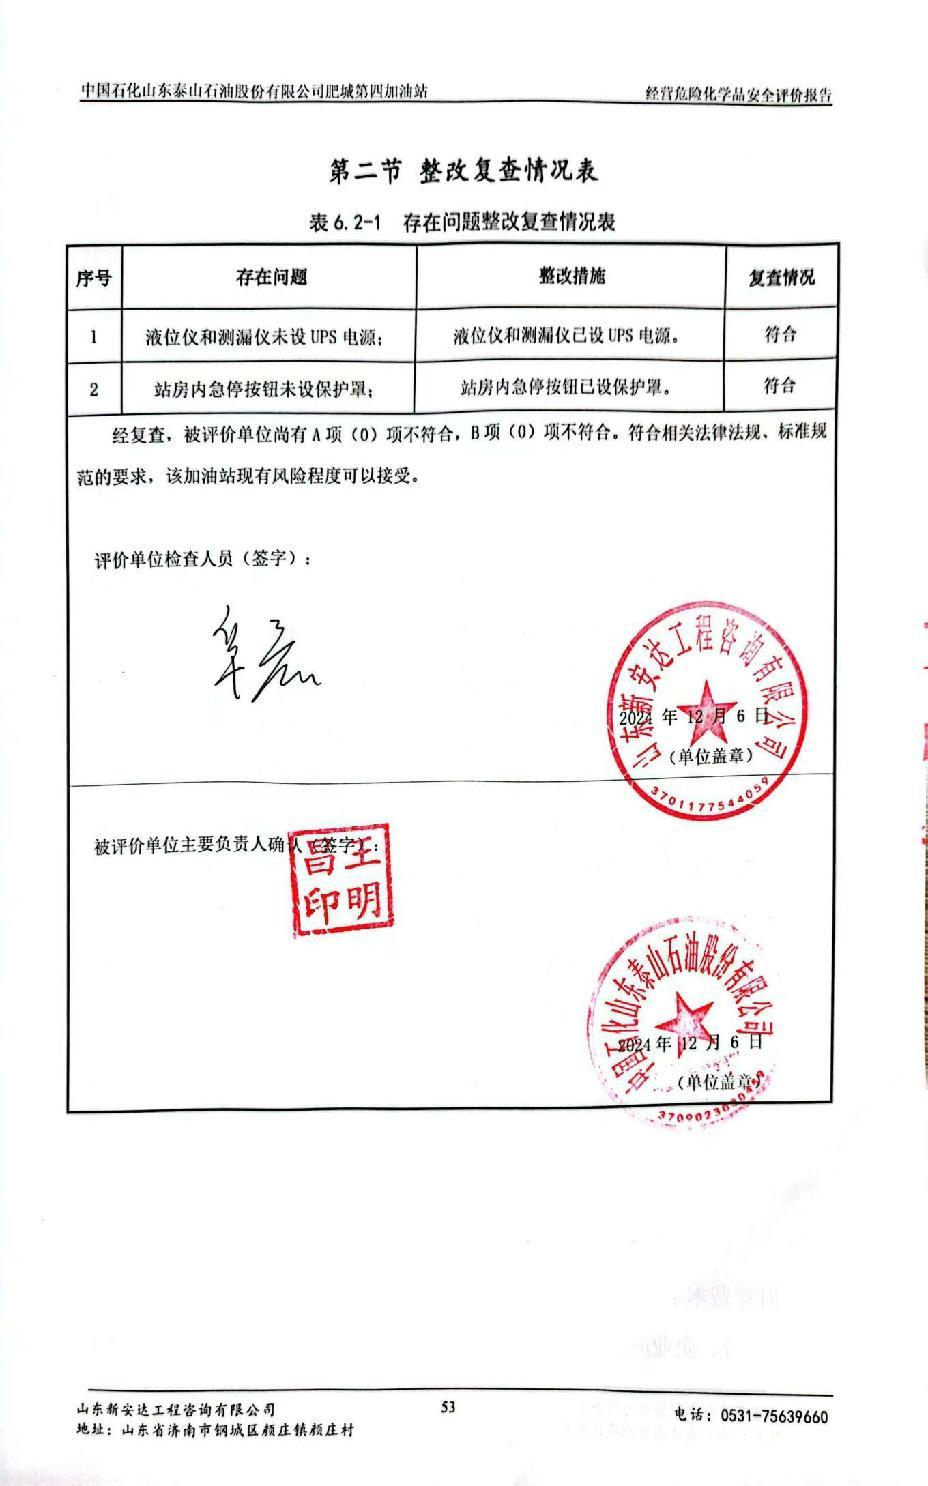 中国石化山东泰山石油股份有限公司肥城第四加油站
经营危险化学品安全评价报告
第二节 整改复查情况表
表 6.2-1 存在问题整改复查情况表
序号 存在问题 整改措施 复查情况
1 液位仪和测漏仪未设 UPS 电源； 液位仪和测漏仪已设 UPS 电源。 符合
2 站房内急停按钮未设保护罩； 站房内急停按钮已设保护罩。 符合
经复查，被评价单位尚有 A 项（0）项不符合，B 项（0）项不符合。符合相关法律法规、标准规
范的要求，该加油站现有风险程度可以接受。
评价单位检查人员（签字）：
山东新安达工程咨询有限公司
2024 年 12 月 6 日
（单位盖章）
3701177544059
被评价单位主要负责人确认（签字）：
王明昌印
中国石化山东泰山石油股份有限公司
2024 年 12 月 6 日
（单位盖章）
山东新安达工程咨询有限公司
地址：山东省济南市钢城区颜庄镇颜庄村
53
电话：0531-75639660